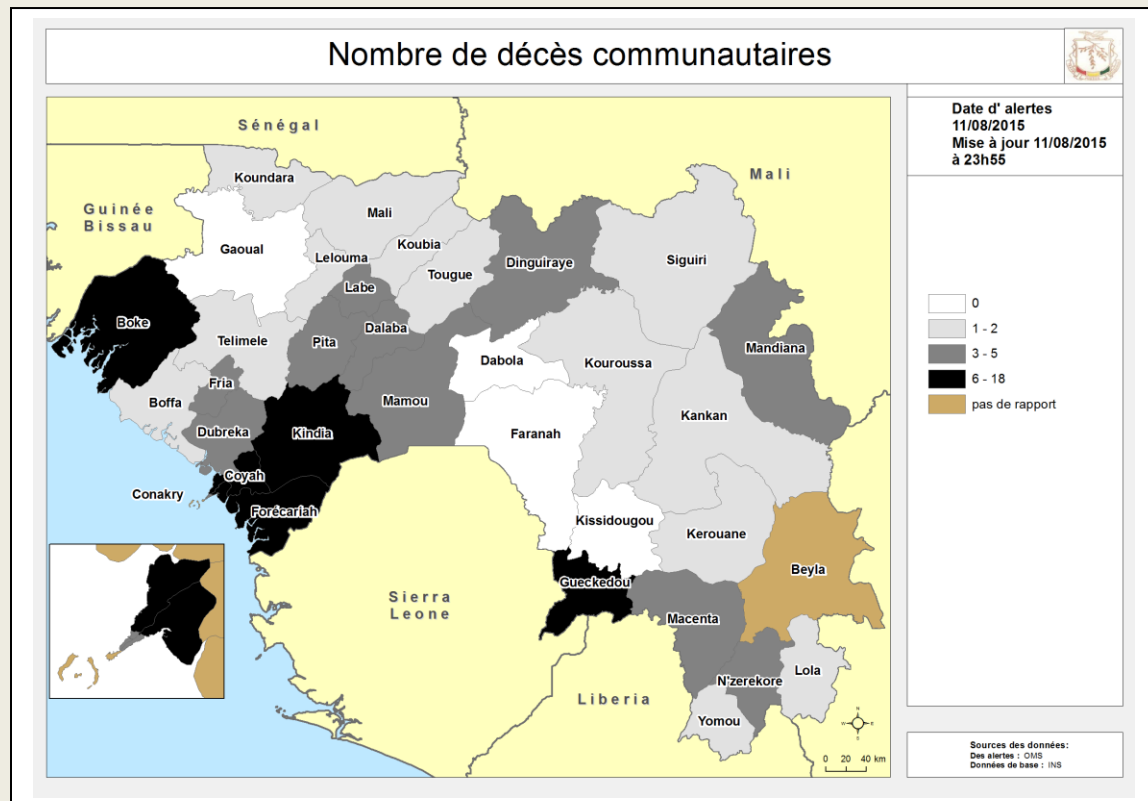 Nombre de décès communautaires
Date d' alertes
11/08/2015
Mise à jour 11/08/2015
à 23h55
0
1 - 2
3 - 5
6 - 18
pas de rapport
Sénégal
Mali
Guinée
Bissau
Koundara
Mali
Gaoual
Koubia
Lelouma
Tougue
Dinguiraye
Siguiri
Labe
Boke
Telimele
Pita
Dalaba
Mandiana
Dabola
Kouroussa
Fria
Boffa
Mamou
Kankan
Dubreka
Kindia
Faranah
Coyah
Conakry
Forécariah
Kissidougou
Kerouane
Beyla
Gueckedou
Sierra
Leone
Macenta
Lola
N'zerekore
Liberia
Yomou
N
W
E
S
0 20 40 km
Sources des données:
Des alertes : OMS
Données de base : INS